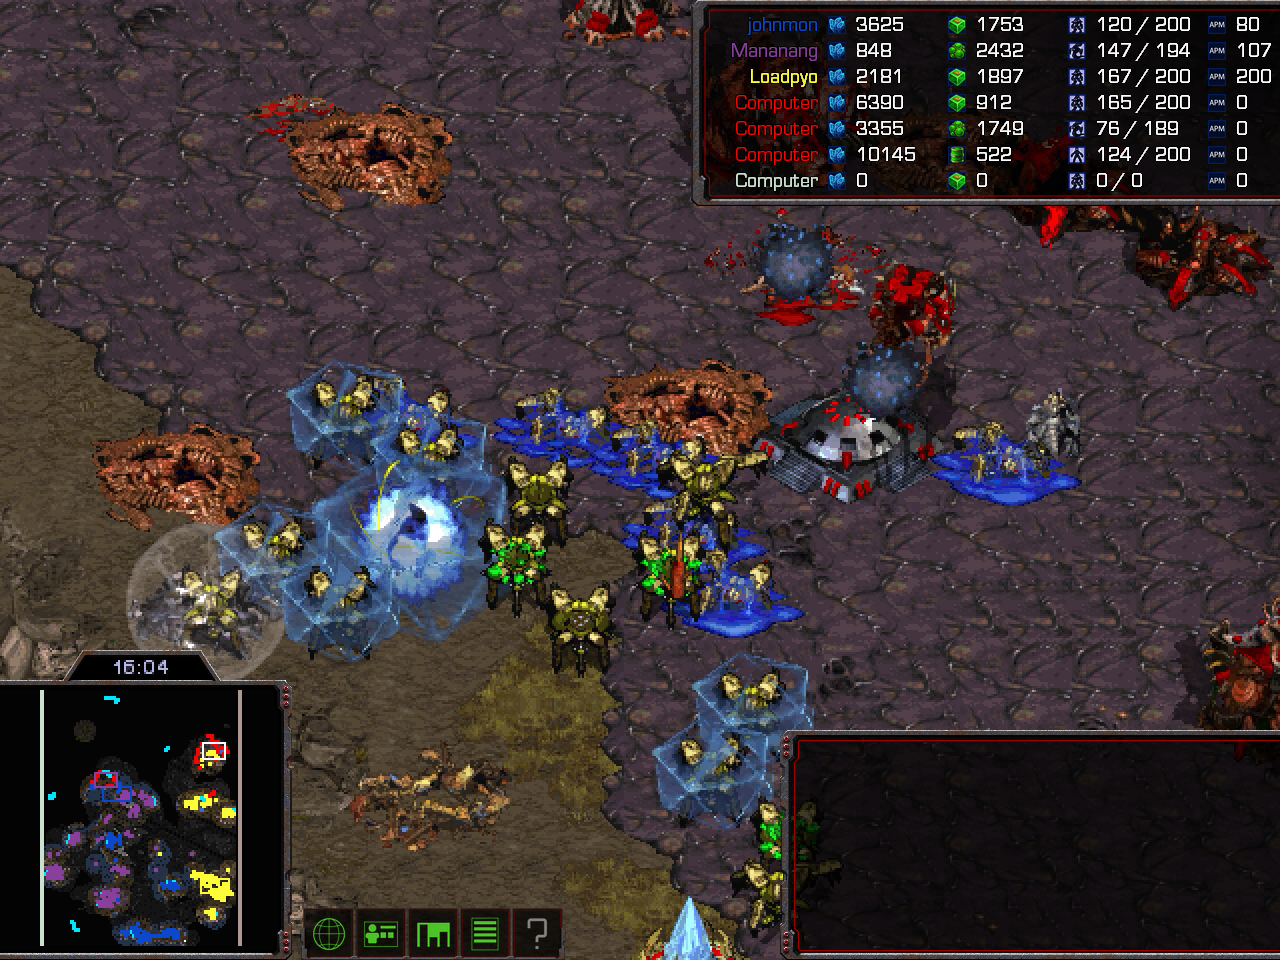 johnmon 3625 1753 120 / 200 APM 80
Mananang 848 2432 147 / 194 APM 107
Loadpyo 2181 1897 167 / 200 APM 200
Computer 6390 912 165 / 200 APM 0
Computer 3355 1749 76 / 189 APM 0
Computer 10145 522 124 / 200 APM 0
Computer 0 0 0 / 0 APM 0
16:04
?